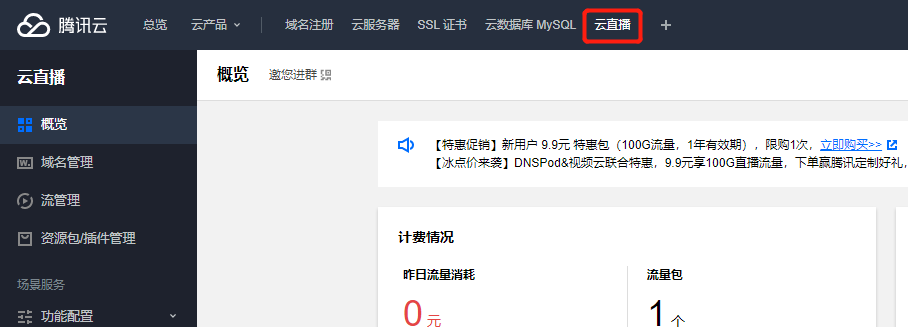 腾讯云 总览 云产品 域名注册 云服务器 SSL 证书 云数据库 MySQL 云直播
云直播
概览 邀您进群
概览
域名管理
流管理
资源包/插件管理
场景服务
功能配置
【特惠促销】新用户 9.9元 特惠包（100G流量，1年有效期），限购1次，立即购买>>
【冰点价来袭】DNSPod&视频云联合特惠，9.9元享100G直播流量，下单赢腾讯定制好礼，
计费情况
昨日流量消耗
0 元
流量包
1 个